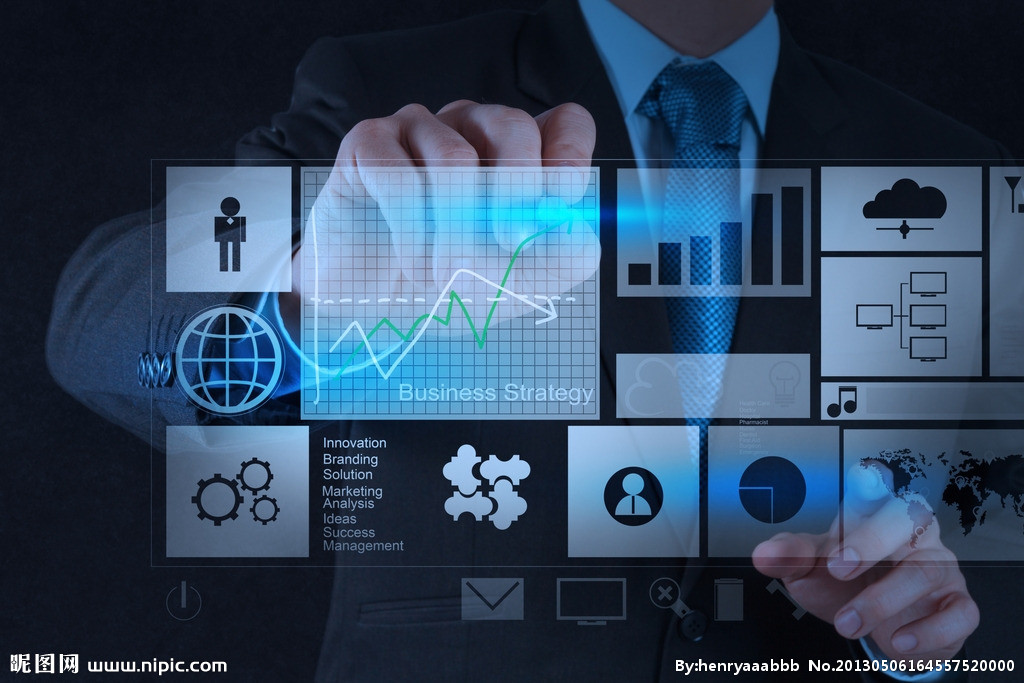 Business Strategy
Innovation
Branding
Solution
Marketing
Analysis
Ideas
Success
Management
Pharmacist
昵图网 www.nipic.com
By:henryaaabbb No.20130506164557520000